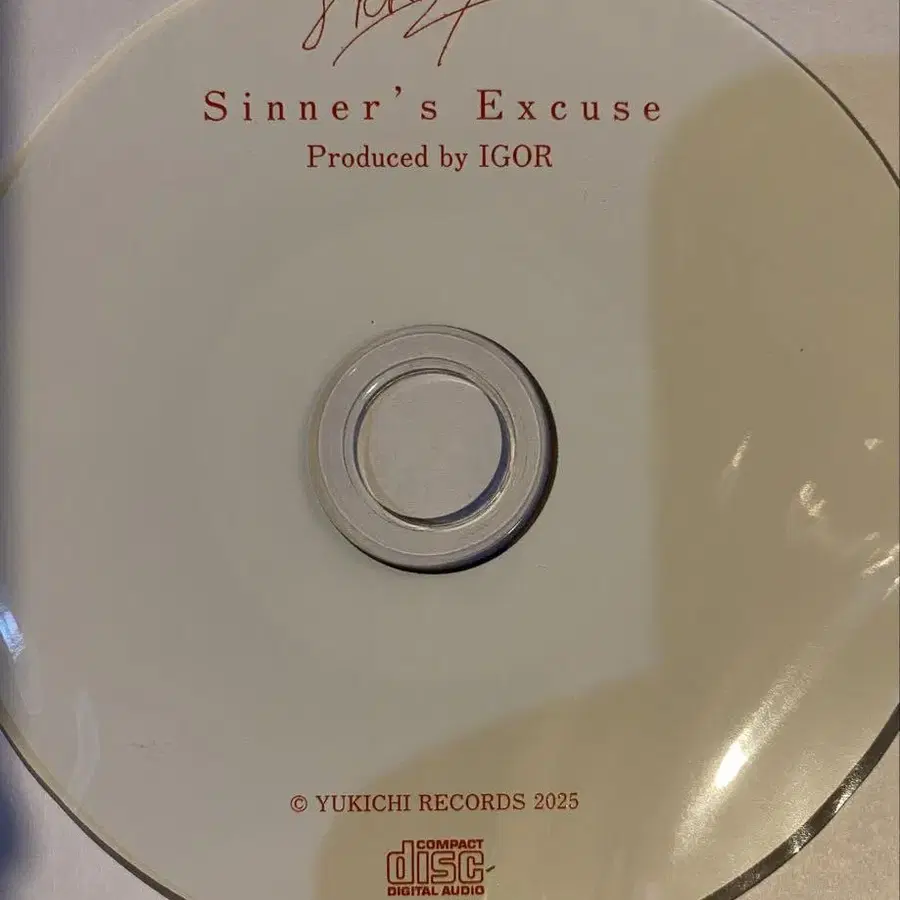 Sinner's Excuse
Produced by IGOR
© YUKICHI RECORDS 2025
COMPACT
disc
DIGITAL AUDIO